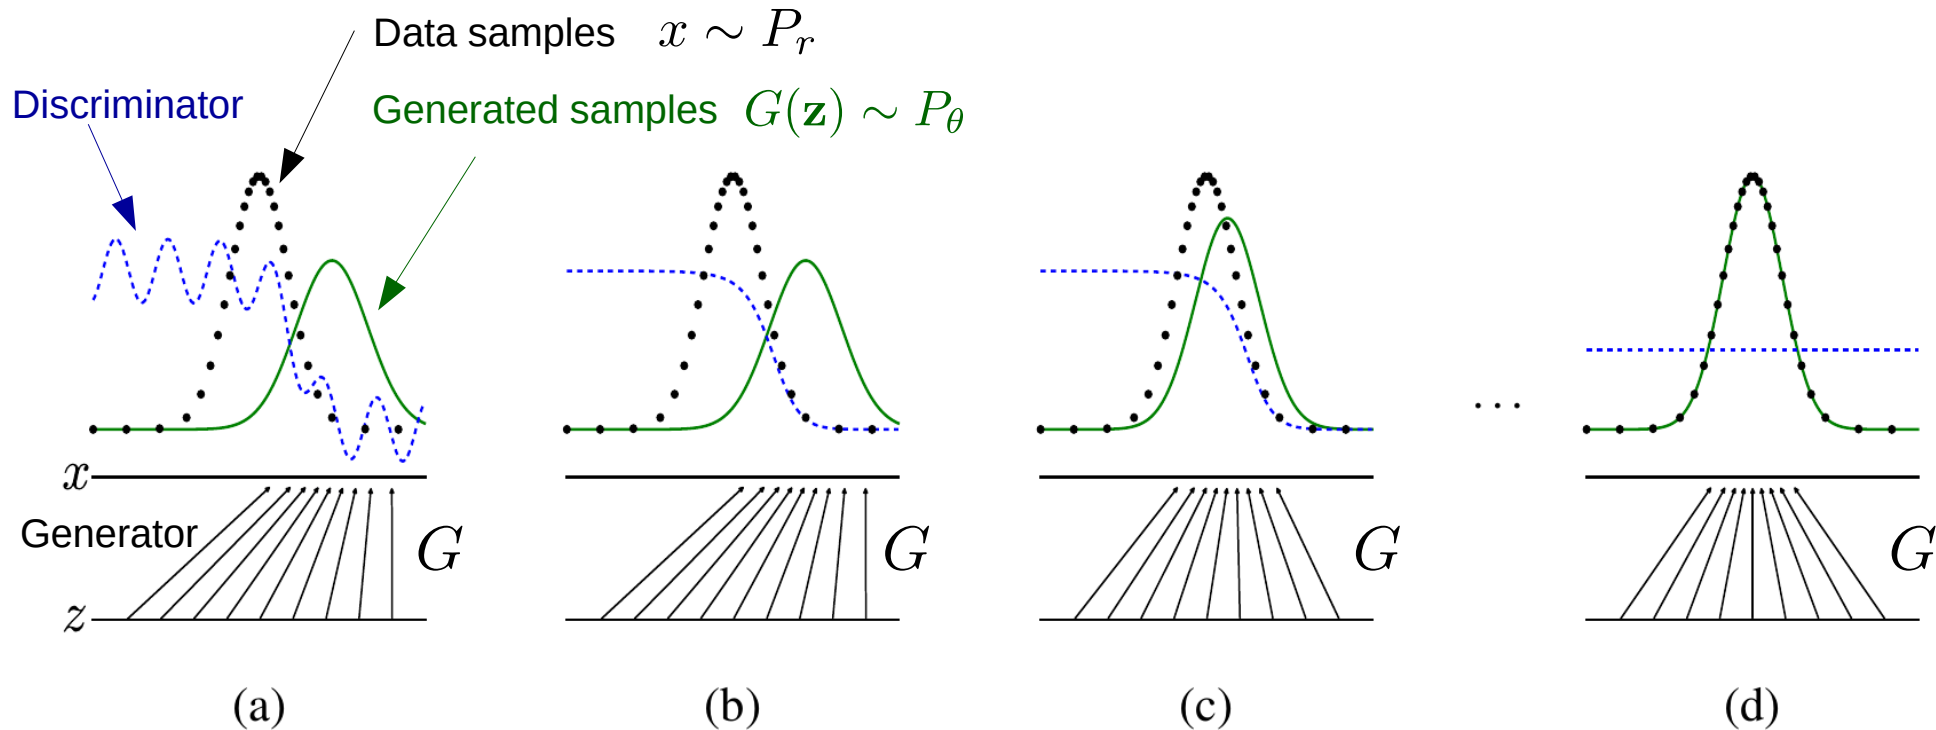 Data samples x ∼ P_r
Discriminator
Generated samples G(z) ∼ P_θ
x
Generator
G G G G
z
...
(a) (b) (c) (d)